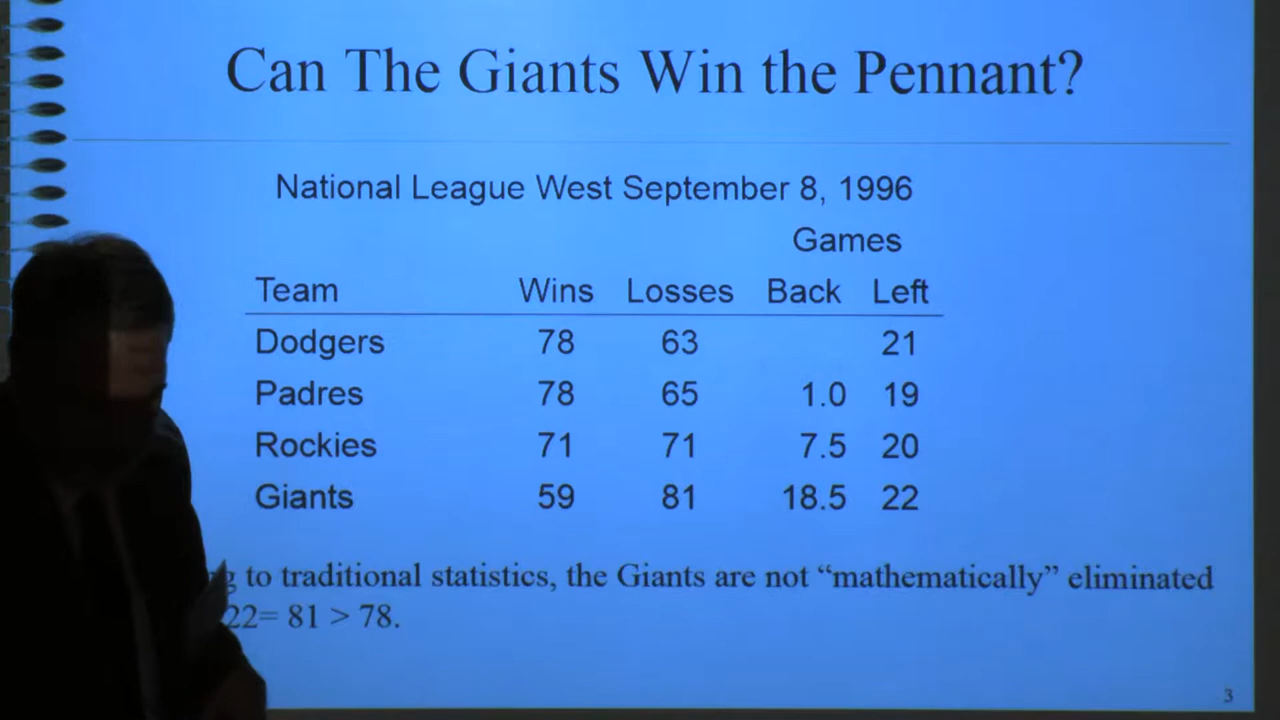 Can The Giants Win the Pennant?
National League West September 8, 1996
Games
Team Wins Losses Back Left
Dodgers 78 63 21
Padres 78 65 1.0 19
Rockies 71 71 7.5 20
Giants 59 81 18.5 22
to traditional statistics, the Giants are not “mathematically” eliminated
22= 81 > 78.
3